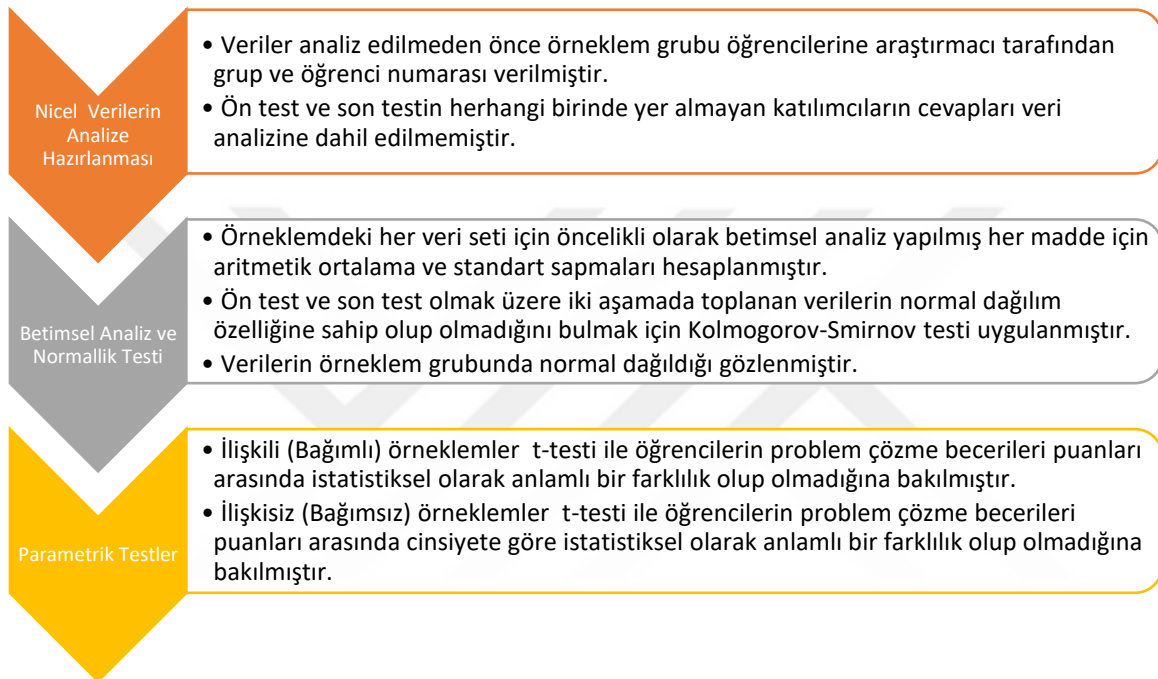 Nicel Verilerin
Analize
Hazırlanması
• Veriler analiz edilmeden önce örneklem grubu öğrencilerine araştırmacı tarafından
grup ve öğrenci numarası verilmiştir.
• Ön test ve son testin herhangi birinde yer almayan katılımcıların cevapları veri
analizine dahil edilmemiştir.
Betimsel Analiz ve
Normallik Testi
• Örneklemdeki her veri seti için öncelikli olarak betimsel analiz yapılmış her madde için
aritmetik ortalama ve standart sapmaları hesaplanmıştır.
• Ön test ve son test olmak üzere iki aşamada toplanan verilerin normal dağılım
özelliğine sahip olup olmadığını bulmak için Kolmogorov-Smirnov testi uygulanmıştır.
• Verilerin örneklem grubunda normal dağıldığı gözlenmiştir.
Parametrik Testler
• İlişkili (Bağımlı) örneklemler t-testi ile öğrencilerin problem çözme becerileri puanları
arasında istatistiksel olarak anlamlı bir farklılık olup olmadığına bakılmıştır.
• İlişkisiz (Bağımsız) örneklemler t-testi ile öğrencilerin problem çözme becerileri
puanları arasında cinsiyete göre istatistiksel olarak anlamlı bir farklılık olup olmadığına
bakılmıştır.